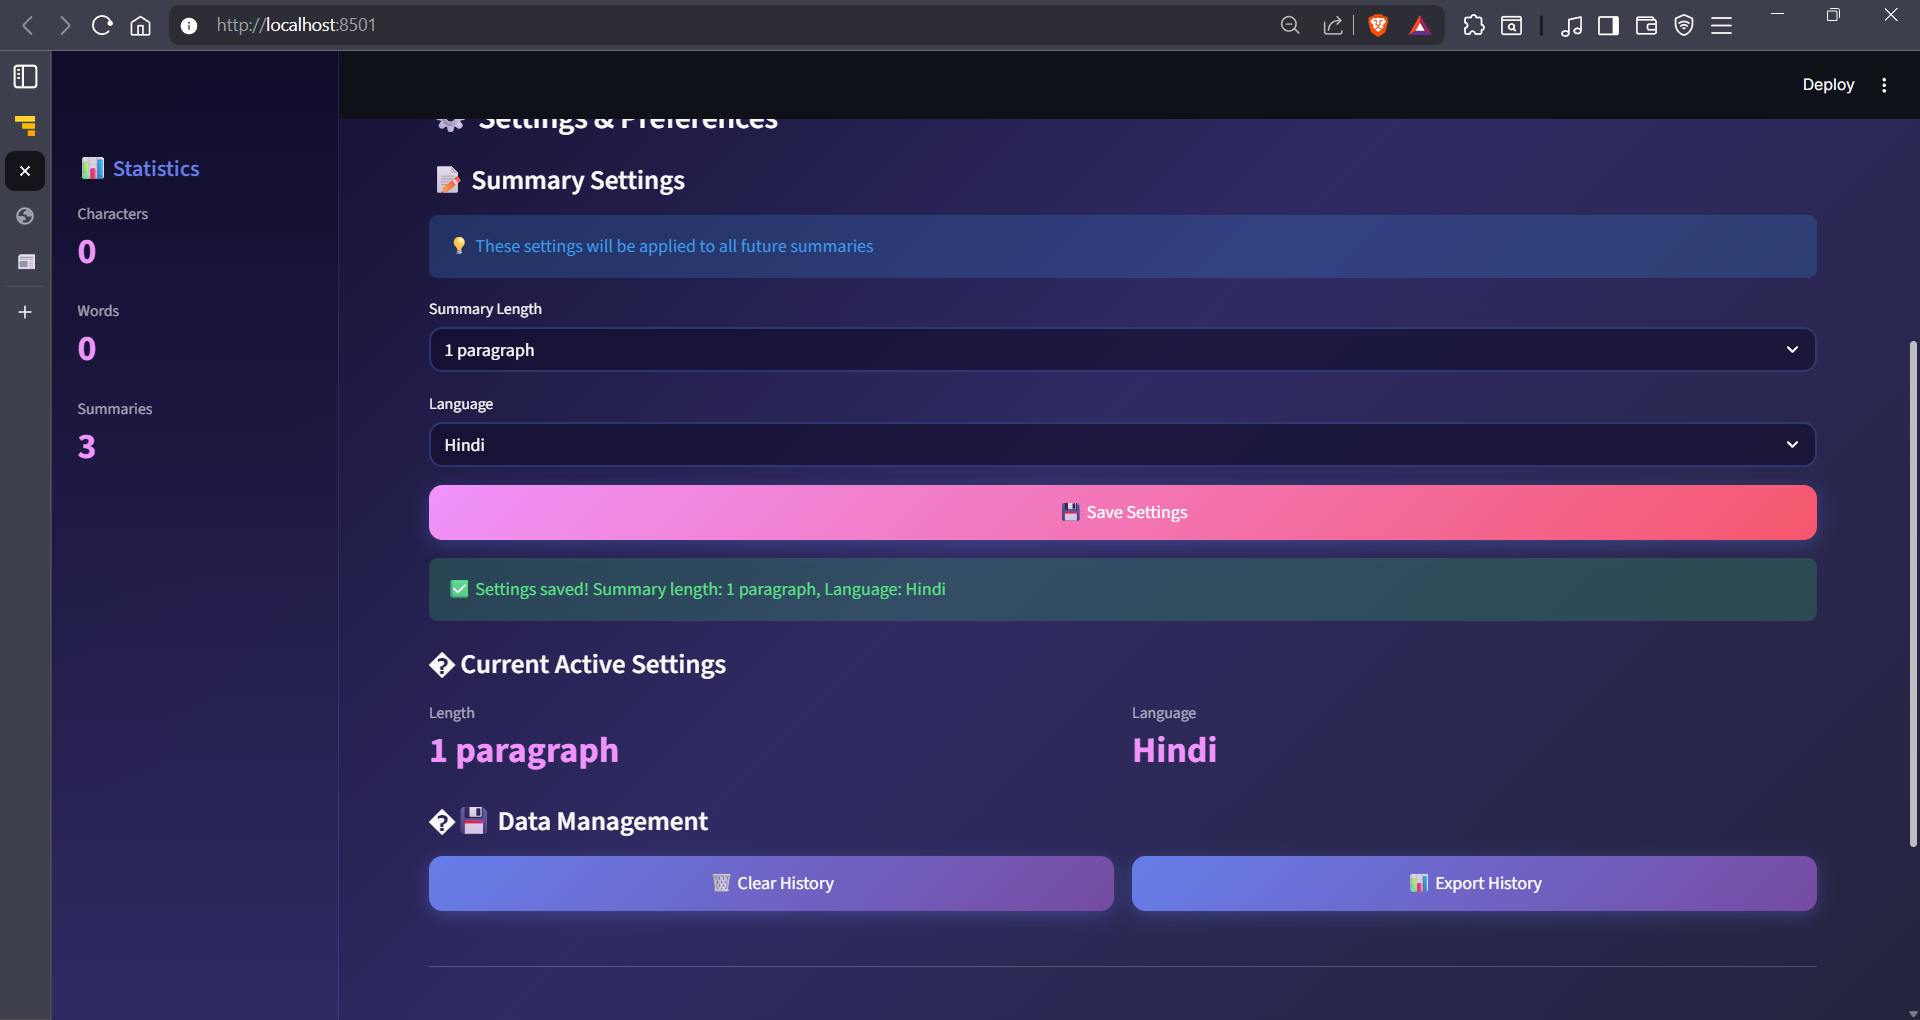 http://localhost:8501
Deploy
📊 Statistics
Characters
0
Words
0
Summaries
3
⚙️ Settings & Preferences
📝 Summary Settings
💡 These settings will be applied to all future summaries
Summary Length
1 paragraph
Language
Hindi
💾 Save Settings
✅ Settings saved! Summary length: 1 paragraph, Language: Hindi
� Current Active Settings
Length
1 paragraph
Language
Hindi
�💾 Data Management
🗑️ Clear History
📊 Export History